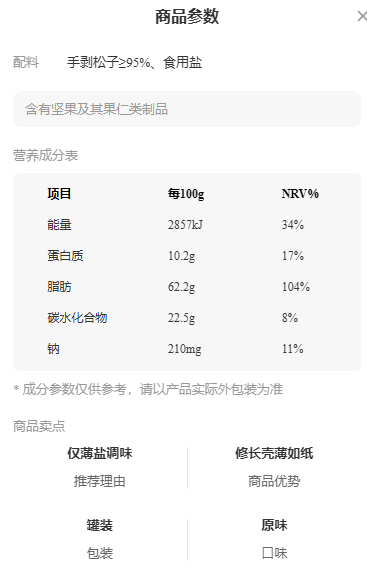 商品参数
配料 手剥松子≥95%、食用盐
含有坚果及其果仁类制品
营养成分表
项目 每100g NRV%
能量 2857kJ 34%
蛋白质 10.2g 17%
脂肪 62.2g 104%
碳水化合物 22.5g 8%
钠 210mg 11%
* 成分参数仅供参考，请以产品实际外包装为准
商品卖点
仅薄盐调味 修长壳薄如纸
推荐理由 商品优势
罐装 原味
包装 口味